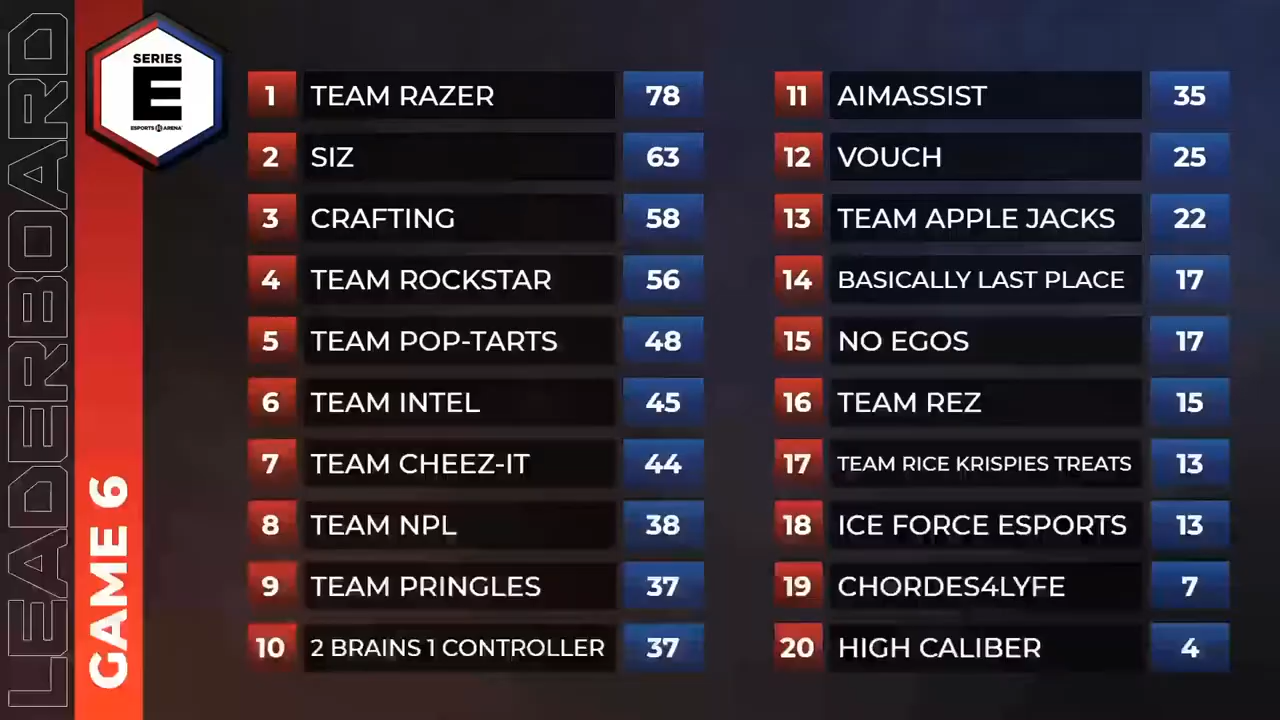 LEADERBOARD
GAME 6
SERIES
E
ESPORTS ARENA
1 TEAM RAZER 78
2 SIZ 63
3 CRAFTING 58
4 TEAM ROCKSTAR 56
5 TEAM POP-TARTS 48
6 TEAM INTEL 45
7 TEAM CHEEZ-IT 44
8 TEAM NPL 38
9 TEAM PRINGLES 37
10 2 BRAINS 1 CONTROLLER 37
11 AIMASSIST 35
12 VOUCH 25
13 TEAM APPLE JACKS 22
14 BASICALLY LAST PLACE 17
15 NO EGOS 17
16 TEAM REZ 15
17 TEAM RICE KRISPIES TREATS 13
18 ICE FORCE ESPORTS 13
19 CHORDES4LYFE 7
20 HIGH CALIBER 4